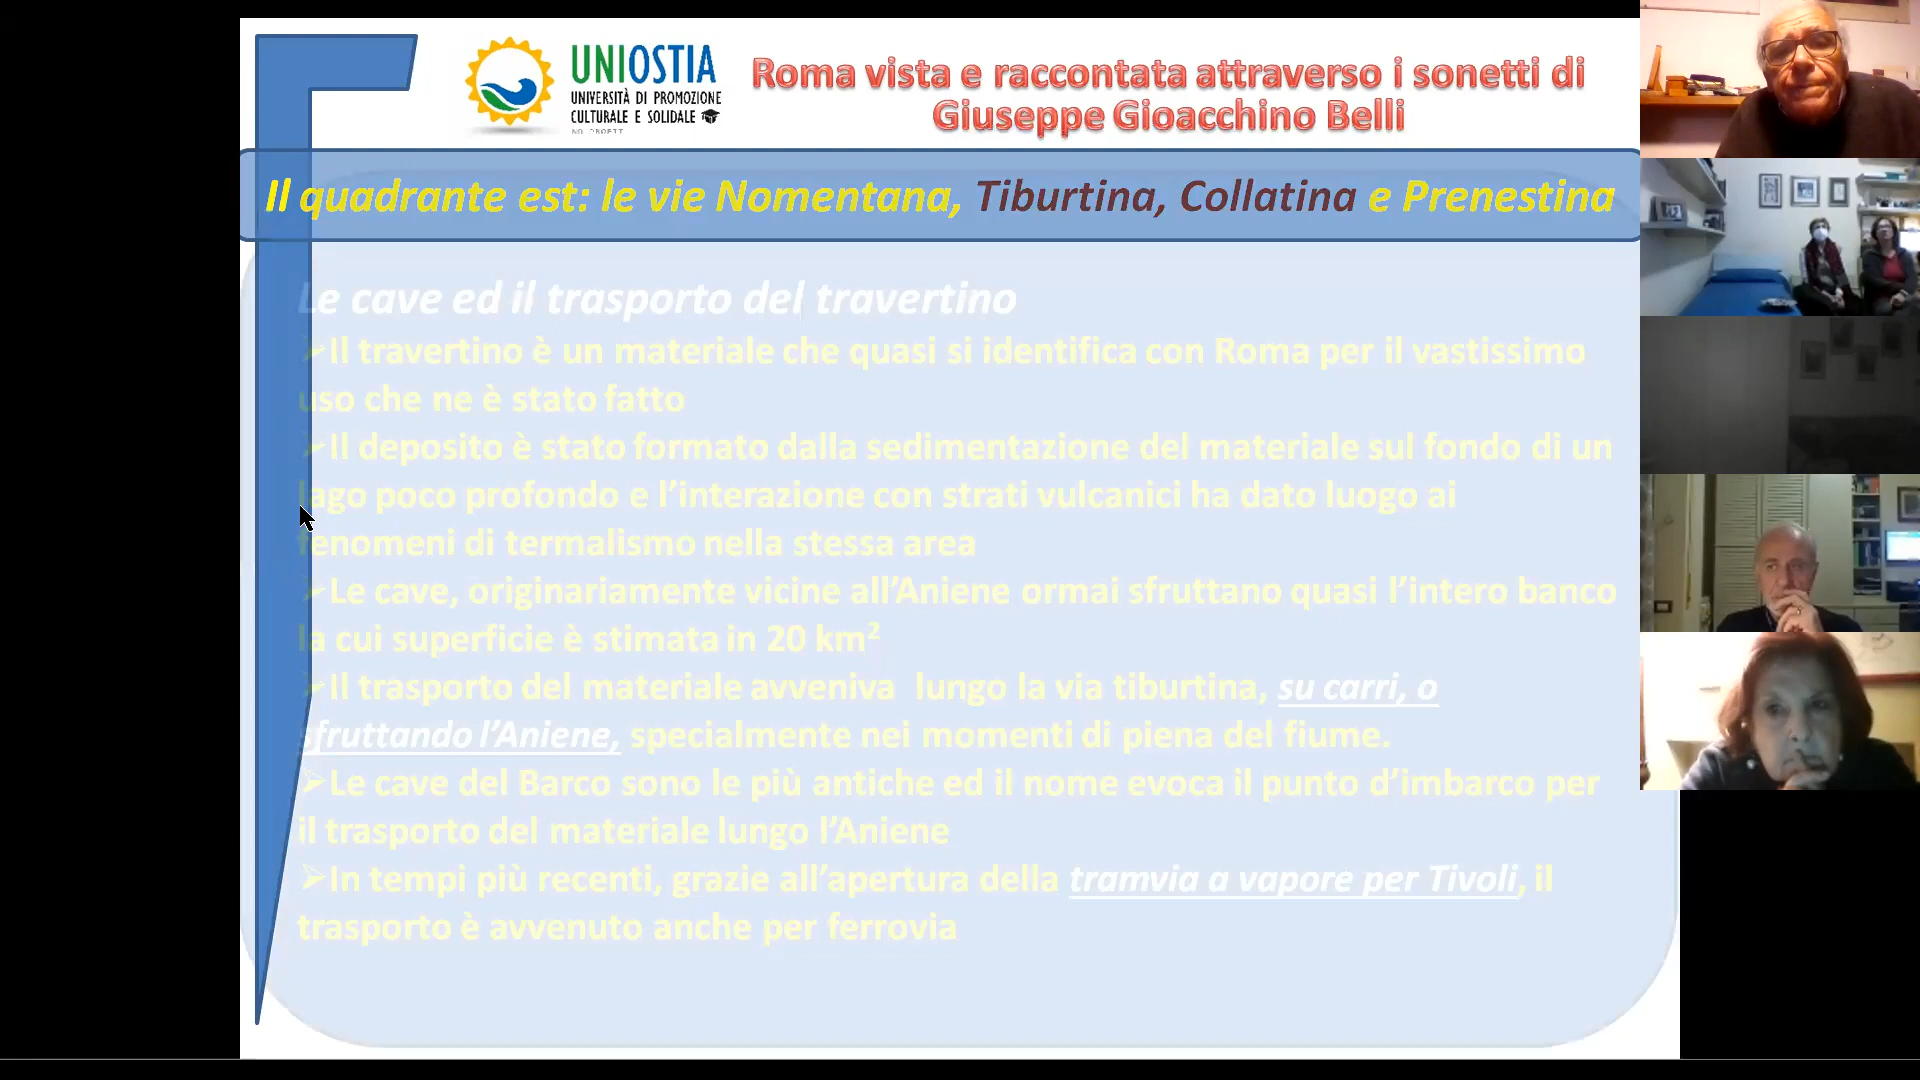 UNIOSTIA
UNIVERSITÀ DI PROMOZIONE
CULTURALE E SOLIDALE
NO PROFIT
Roma vista e raccontata attraverso i sonetti di
Giuseppe Gioacchino Belli
Il quadrante est: le vie Nomentana, Tiburtina, Collatina e Prenestina
Le cave ed il trasporto del travertino
➢Il travertino è un materiale che quasi si identifica con Roma per il vastissimo
uso che ne è stato fatto
➢Il deposito è stato formato dalla sedimentazione del materiale sul fondo di un
lago poco profondo e l’interazione con strati vulcanici ha dato luogo ai
fenomeni di termalismo nella stessa area
➢Le cave, originariamente vicine all’Aniene ormai sfruttano quasi l’intero banco
la cui superficie è stimata in 20 km²
➢Il trasporto del materiale avveniva lungo la via tiburtina, su carri, o
sfruttando l’Aniene, specialmente nei momenti di piena del fiume.
➢Le cave del Barco sono le più antiche ed il nome evoca il punto d’imbarco per
il trasporto del materiale lungo l’Aniene
➢In tempi più recenti, grazie all’apertura della tramvia a vapore per Tivoli, il
trasporto è avvenuto anche per ferrovia